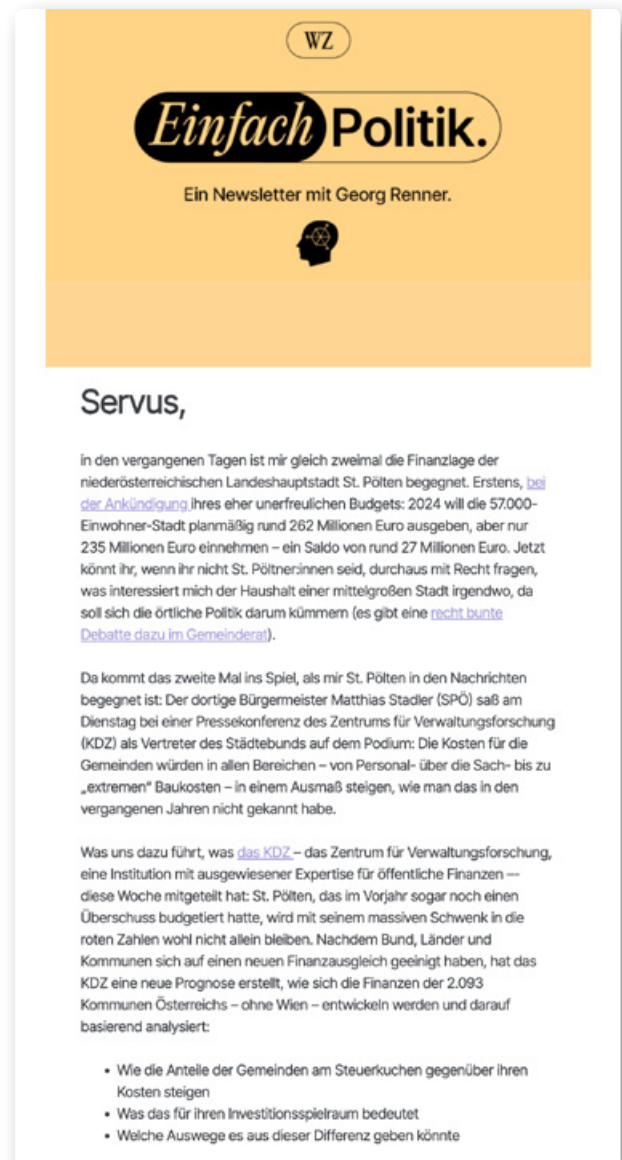 WZ
Einfach Politik.
Ein Newsletter mit Georg Renner.
Servus,
in den vergangenen Tagen ist mir gleich zweimal die Finanzlage der
niederösterreichischen Landeshauptstadt St. Pölten begegnet. Erstens, bei
der Ankündigung ihres eher unerfreulichen Budgets: 2024 will die 57.000-
Einwohner-Stadt planmäßig rund 262 Millionen Euro ausgeben, aber nur
235 Millionen Euro einnehmen – ein Saldo von rund 27 Millionen Euro. Jetzt
könnt ihr, wenn ihr nicht St. Pöltner:innen seid, durchaus mit Recht fragen,
was interessiert mich der Haushalt einer mittelgroßen Stadt irgendwo, da
soll sich die örtliche Politik darum kümmern (es gibt eine recht bunte
Debatte dazu im Gemeinderat).
Da kommt das zweite Mal ins Spiel, als mir St. Pölten in den Nachrichten
begegnet ist: Der dortige Bürgermeister Matthias Stadler (SPÖ) saß am
Dienstag bei einer Pressekonferenz des Zentrums für Verwaltungsforschung
(KDZ) als Vertreter des Städtebunds auf dem Podium: Die Kosten für die
Gemeinden würden in allen Bereichen – von Personal- über die Sach- bis zu
„extremen“ Baukosten – in einem Ausmaß steigen, wie man das in den
vergangenen Jahren nicht gekannt habe.
Was uns dazu führt, was das KDZ – das Zentrum für Verwaltungsforschung,
eine Institution mit ausgewiesener Expertise für öffentliche Finanzen –-
diese Woche mitgeteilt hat: St. Pölten, das im Vorjahr sogar noch einen
Überschuss budgetiert hatte, wird mit seinem massiven Schwenk in die
roten Zahlen wohl nicht allein bleiben. Nachdem Bund, Länder und
Kommunen sich auf einen neuen Finanzausgleich geeinigt haben, hat das
KDZ eine neue Prognose erstellt, wie sich die Finanzen der 2.093
Kommunen Österreichs – ohne Wien – entwickeln werden und darauf
basierend analysiert:
• Wie die Anteile der Gemeinden am Steuerkuchen gegenüber ihren
Kosten steigen
• Was das für ihren Investitionsspielraum bedeutet
• Welche Auswege es aus dieser Differenz geben könnte